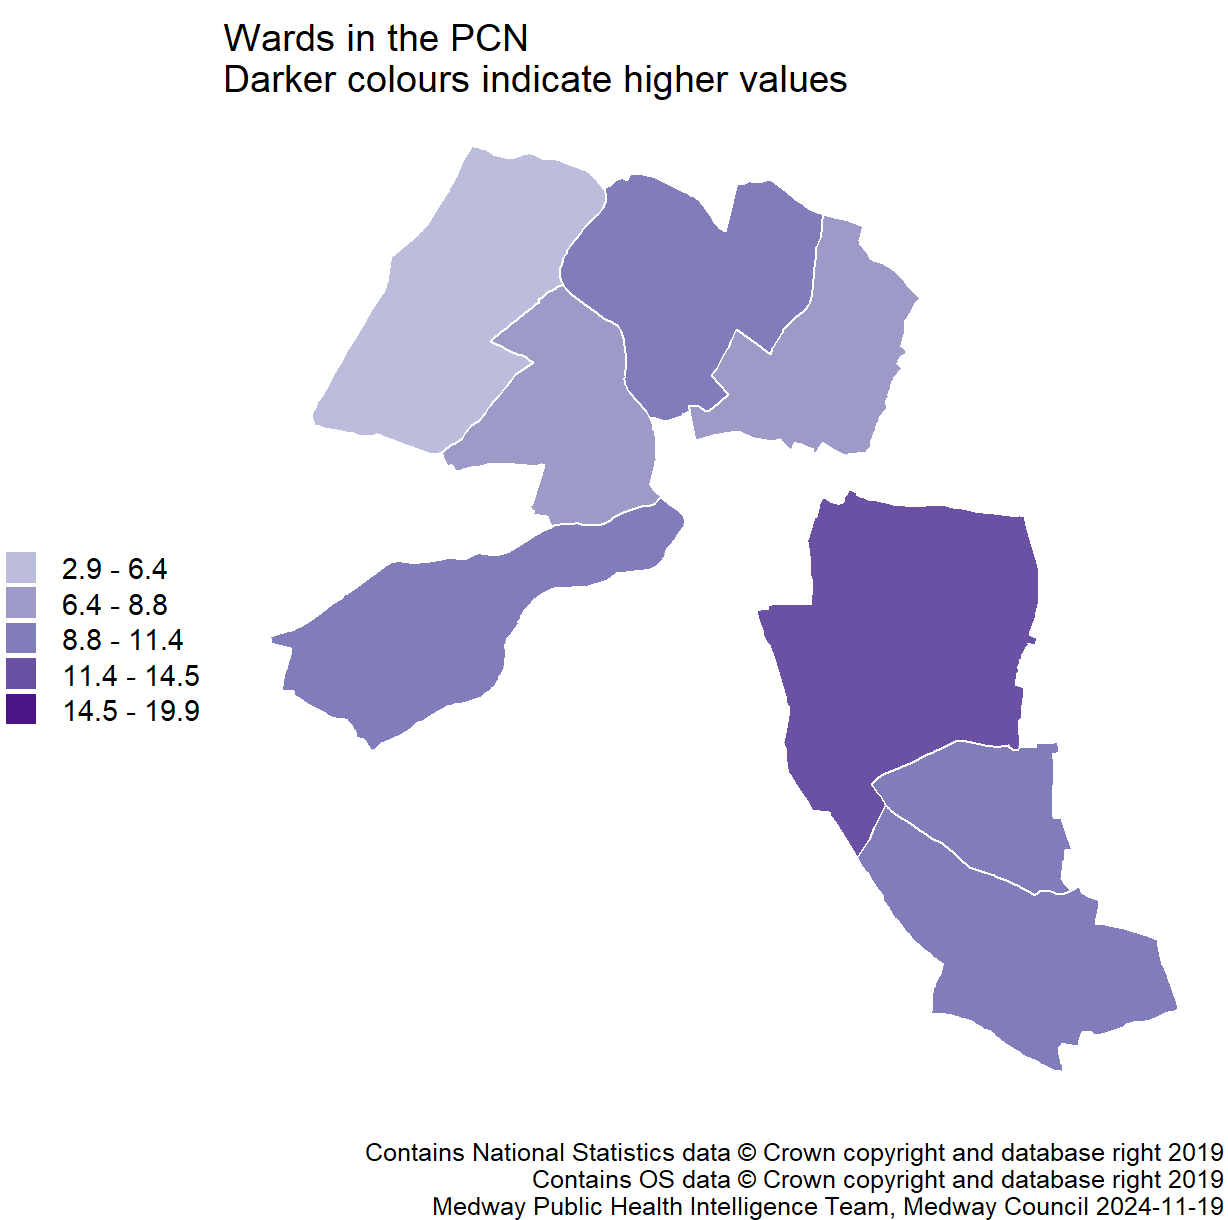 Wards in the PCN
Darker colours indicate higher values
2.9 - 6.4
6.4 - 8.8
8.8 - 11.4
11.4 - 14.5
14.5 - 19.9
Contains National Statistics data © Crown copyright and database right 2019
Contains OS data © Crown copyright and database right 2019
Medway Public Health Intelligence Team, Medway Council 2024-11-19